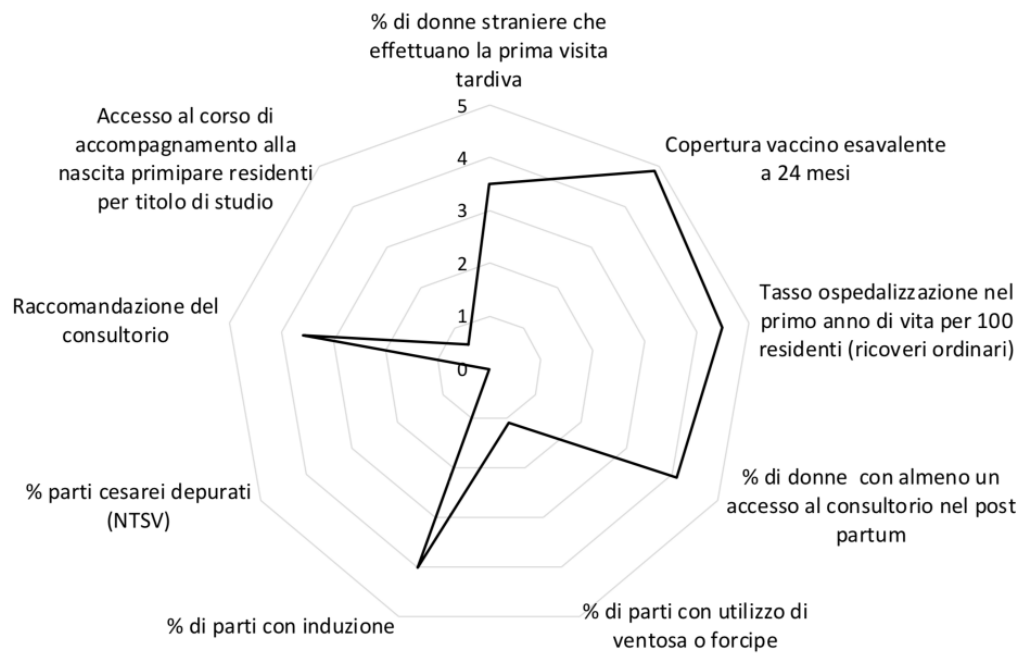 % di donne straniere che
effettuano la prima visita
tardiva
5
4
3
2
1
0
Copertura vaccino esavalente
a 24 mesi
Tasso ospedalizzazione nel
primo anno di vita per 100
residenti (ricoveri ordinari)
% di donne con almeno un
accesso al consultorio nel post
partum
% di parti con utilizzo di
ventosa o forcipe
% di parti con induzione
% parti cesarei depurati
(NTSV)
Raccomandazione del
consultorio
Accesso al corso di
accompagnamento alla
nascita primipare residenti
per titolo di studio